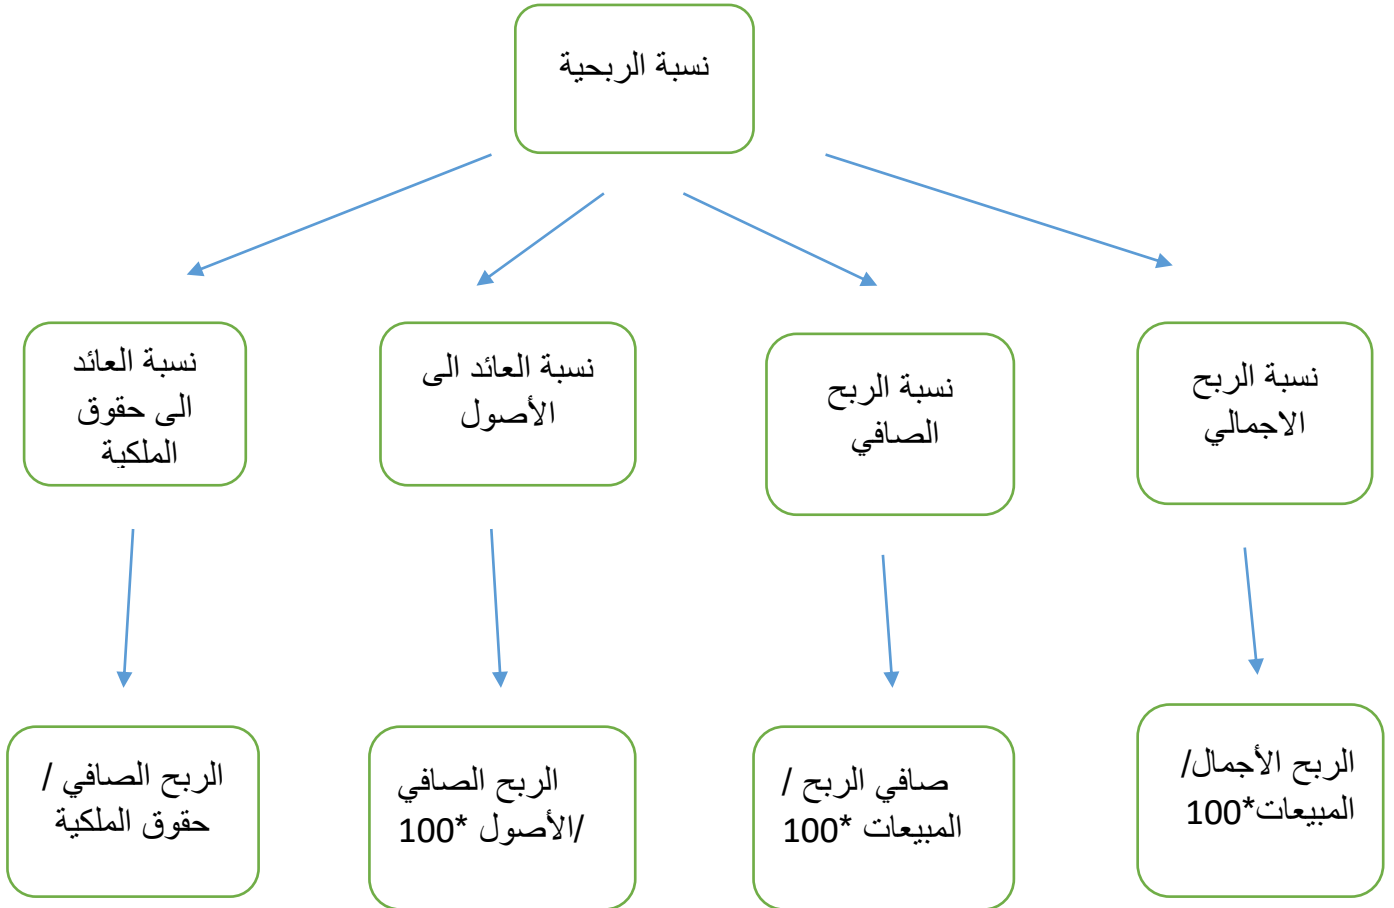 نسبة الربحية
نسبة الربح
الاجمالي
نسبة الربح
الصافي
نسبة العائد الى
الأصول
نسبة العائد
الى حقوق
الملكية
الربح الأجمال/
المبيعات*100
صافي الربح /
المبيعات *100
الربح الصافي
/الأصول *100
الربح الصافي /
حقوق الملكية